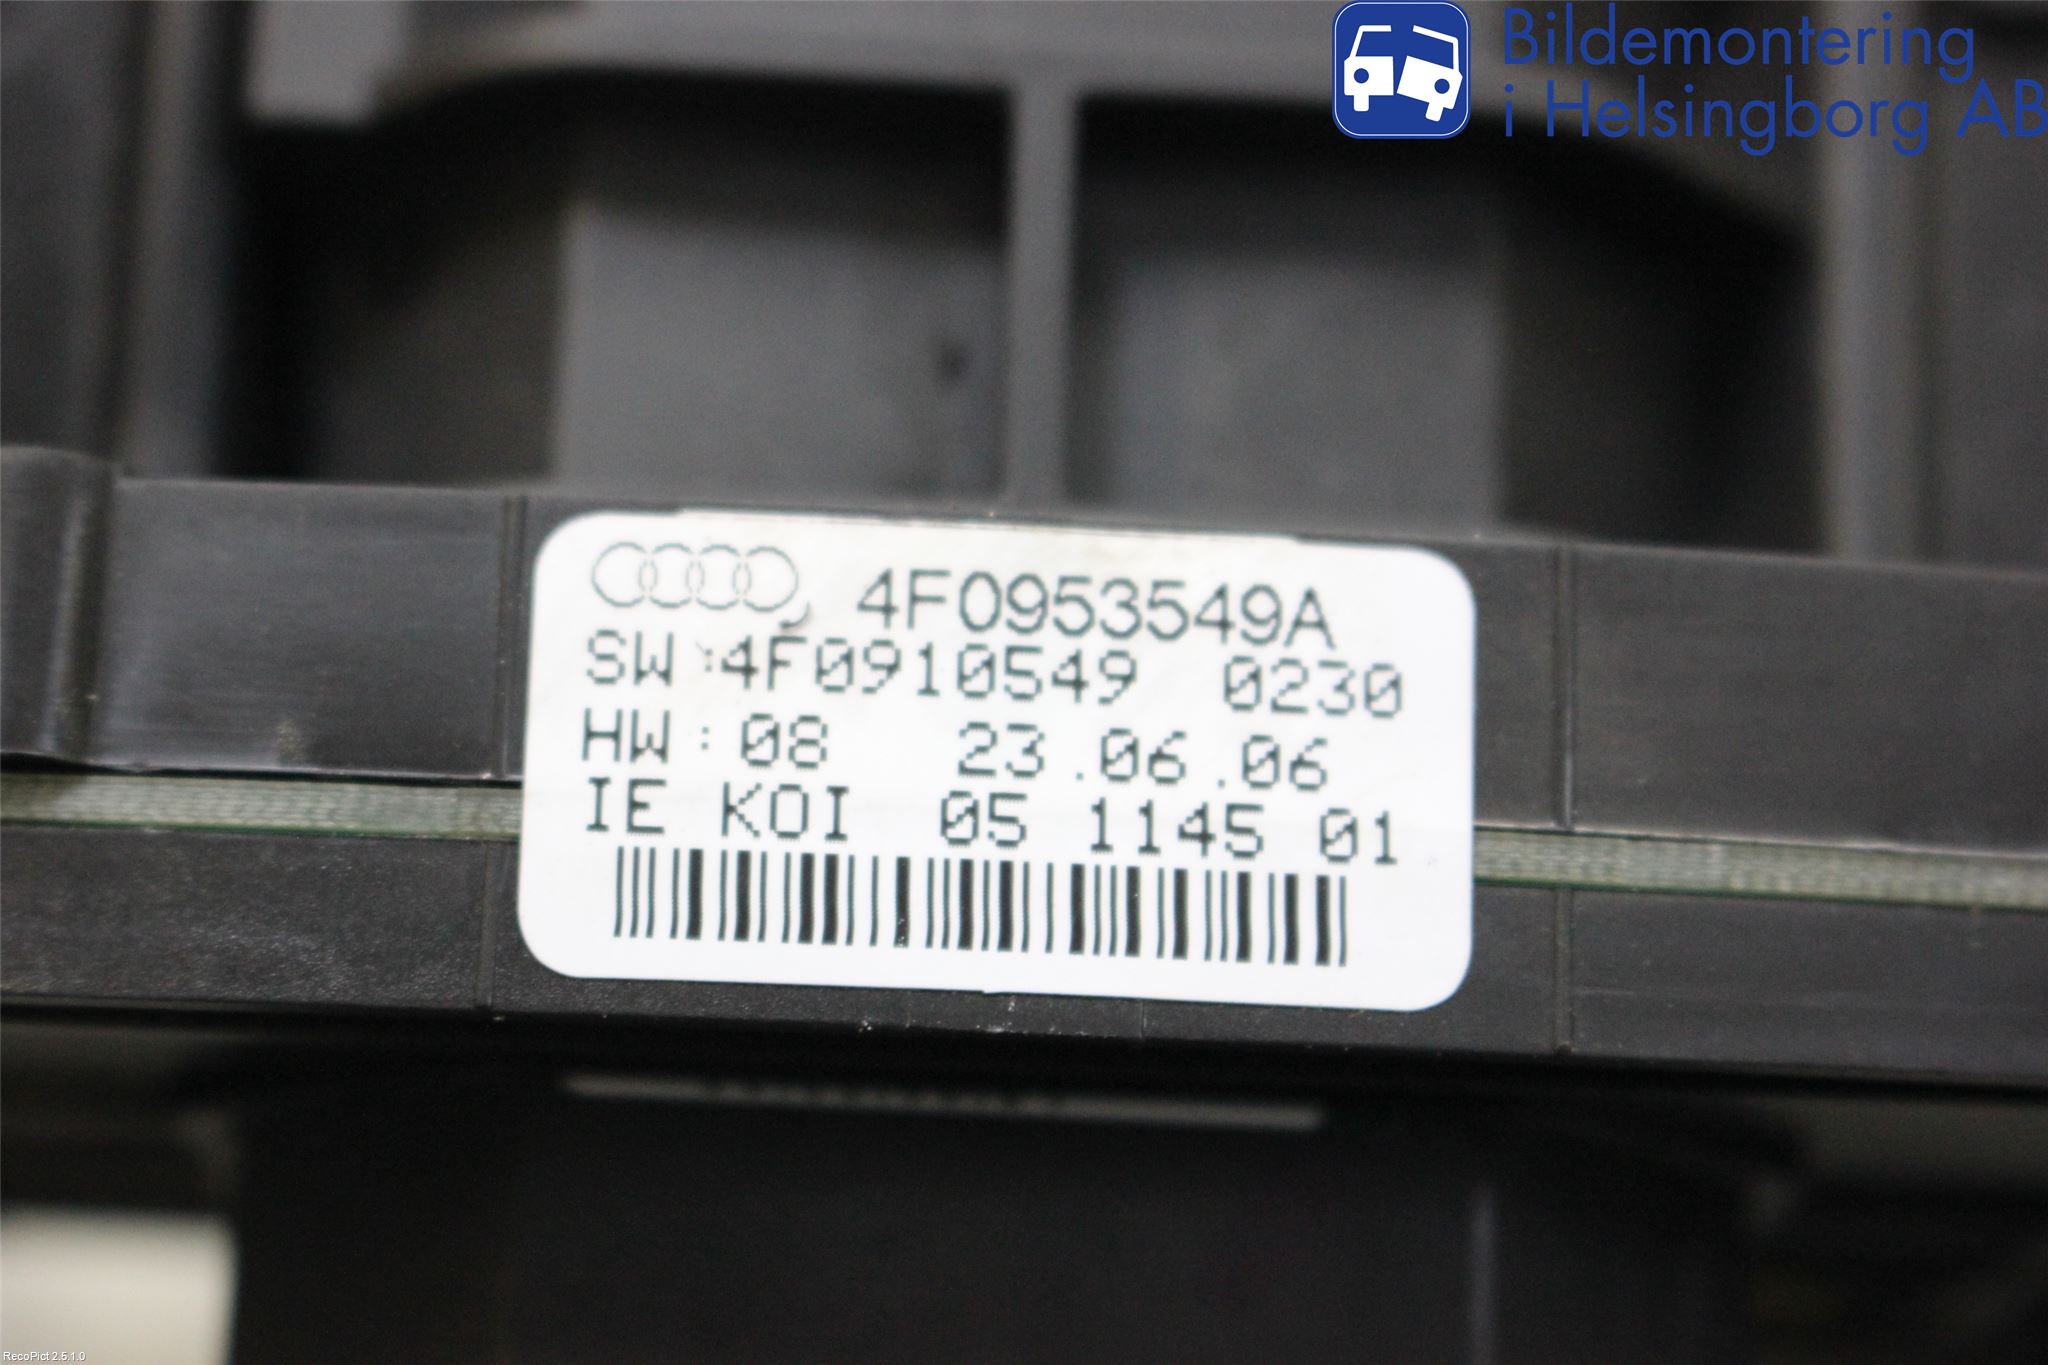 Bildemontering
i Helsingborg AB
4F0953549A
SW:4F0910549 0230
HW:08 23.06.06
IE KOI 05 1145 01
RecoPict 2.5.1.0